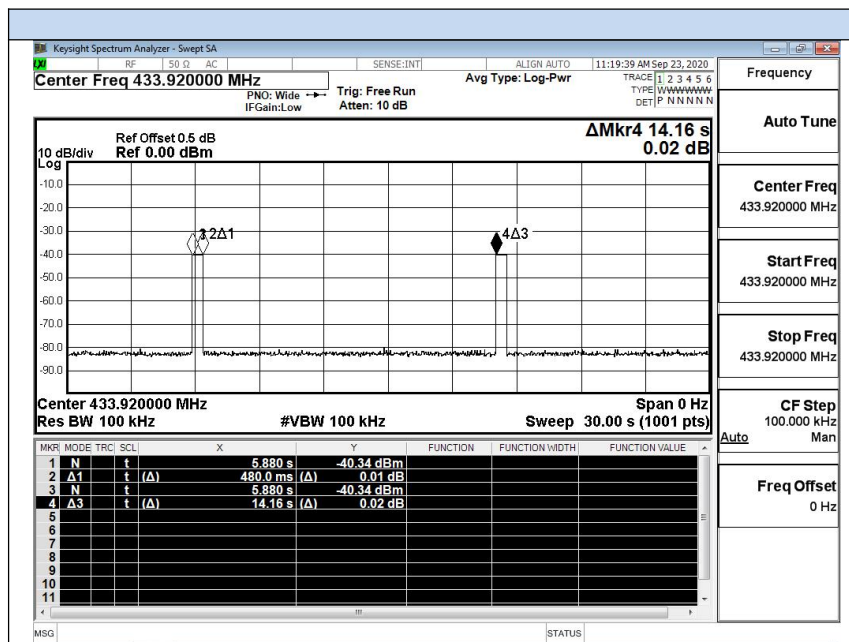 Keysight Spectrum Analyzer - Swept SA
RF 50 Ω AC SENSE:INT ALIGN AUTO 11:19:39 AM Sep 23, 2020
Center Freq 433.920000 MHz
PNO: Wide
IFGain:Low
Trig: Free Run
Atten: 10 dB
Avg Type: Log-Pwr
TRACE 1 2 3 4 5 6
TYPE WWWWWW
DET P N N N N N
Frequency
Auto Tune
Center Freq
433.920000 MHz
Start Freq
433.920000 MHz
Stop Freq
433.920000 MHz
CF Step
100.000 kHz
Auto Man
Freq Offset
0 Hz
ΔMkr4 14.16 s
0.02 dB
Ref Offset 0.5 dB
10 dB/div Ref 0.00 dBm
Log
-10.0
-20.0
-30.0
2Δ1
4Δ3
-40.0
-50.0
-60.0
-70.0
-80.0
-90.0
Center 433.920000 MHz Span 0 Hz
Res BW 100 kHz #VBW 100 kHz Sweep 30.00 s (1001 pts)
MKR MODE TRC SCL X Y FUNCTION FUNCTION WIDTH FUNCTION VALUE
1 N t 5.880 s -40.34 dBm
2 Δ1 t (Δ) 480.0 ms (Δ) 0.01 dB
3 N t 5.880 s -40.34 dBm
4 Δ3 t (Δ) 14.16 s (Δ) 0.02 dB
5
6
7
8
9
10
11
MSG STATUS